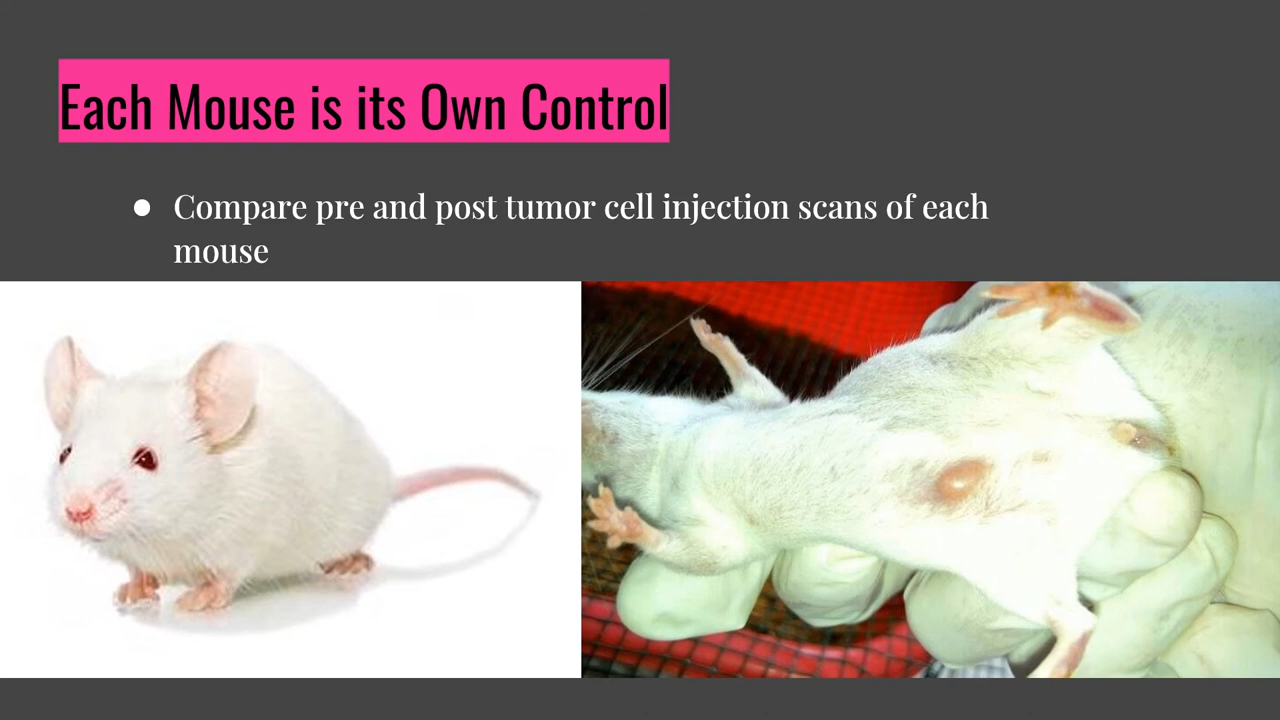 Each Mouse is its Own Control
● Compare pre and post tumor cell injection scans of each
mouse